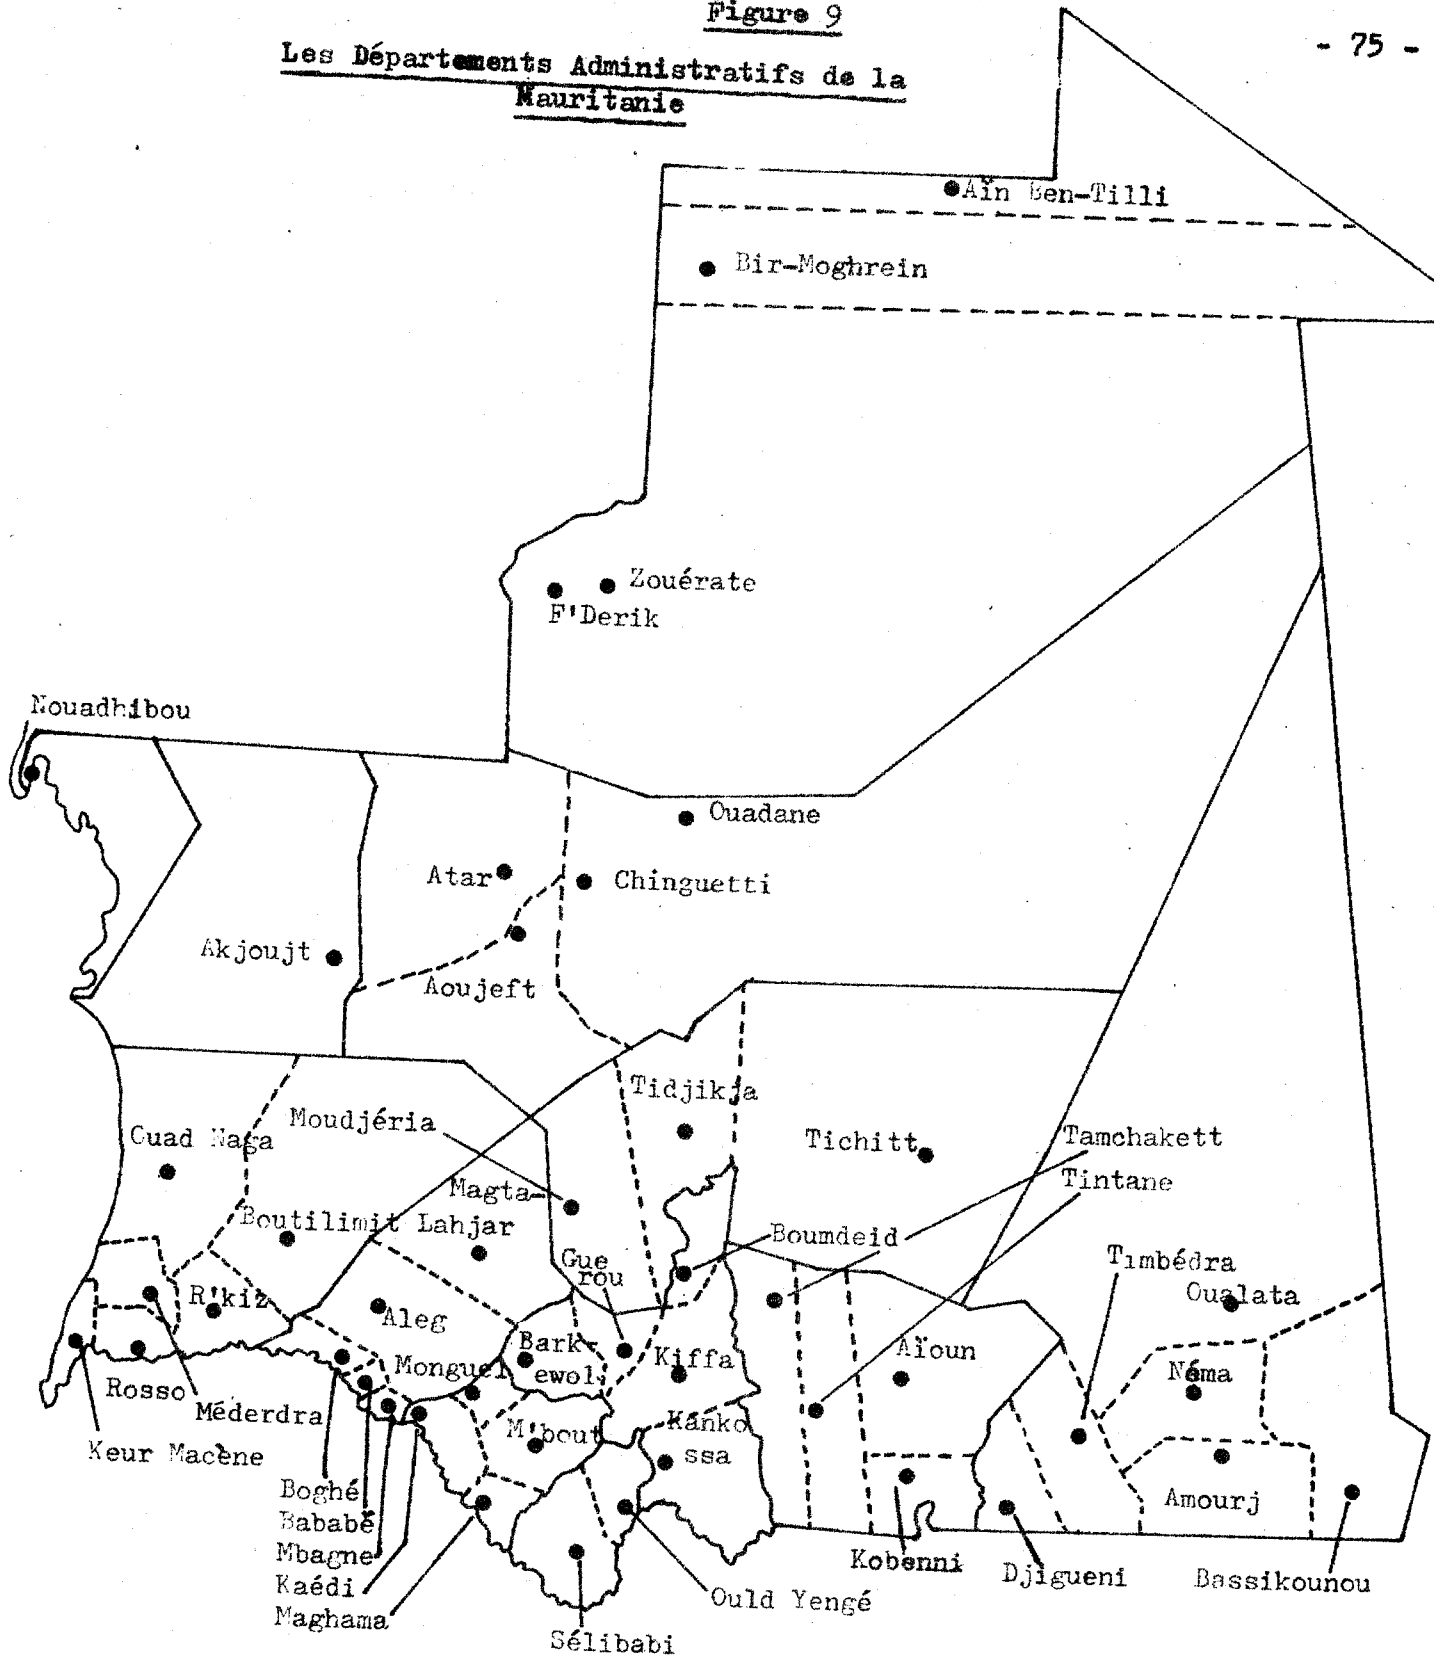 Figure 9
- 75 -
Les Départements Administratifs de la
Mauritanie
Aïn Ben-Tilli
Bir-Moghrein
Zouérate
F'Derik
Nouadhibou
Ouadane
Atar
Chinguetti
Akjoujt
Aoujeft
Tidjikja
Moudjéria
Ouad Naga
Tichitt
Tamchakett
Tintane
Magta-
Lahjar
Boutilimit
Boumdeid
Gue
rou
Timbédra
Oualata
R'kiz
Aleg
Bark-
ewol
Monguel
Kiffa
Aïoun
Néma
Rosso
Méderdra
Keur Macène
M'bout
Kanko
ssa
Amourj
Boghé
Bababé
Mbagne
Kaédi
Maghama
Kobenni
Djigueni
Bassikounou
Ould Yengé
Sélibabi